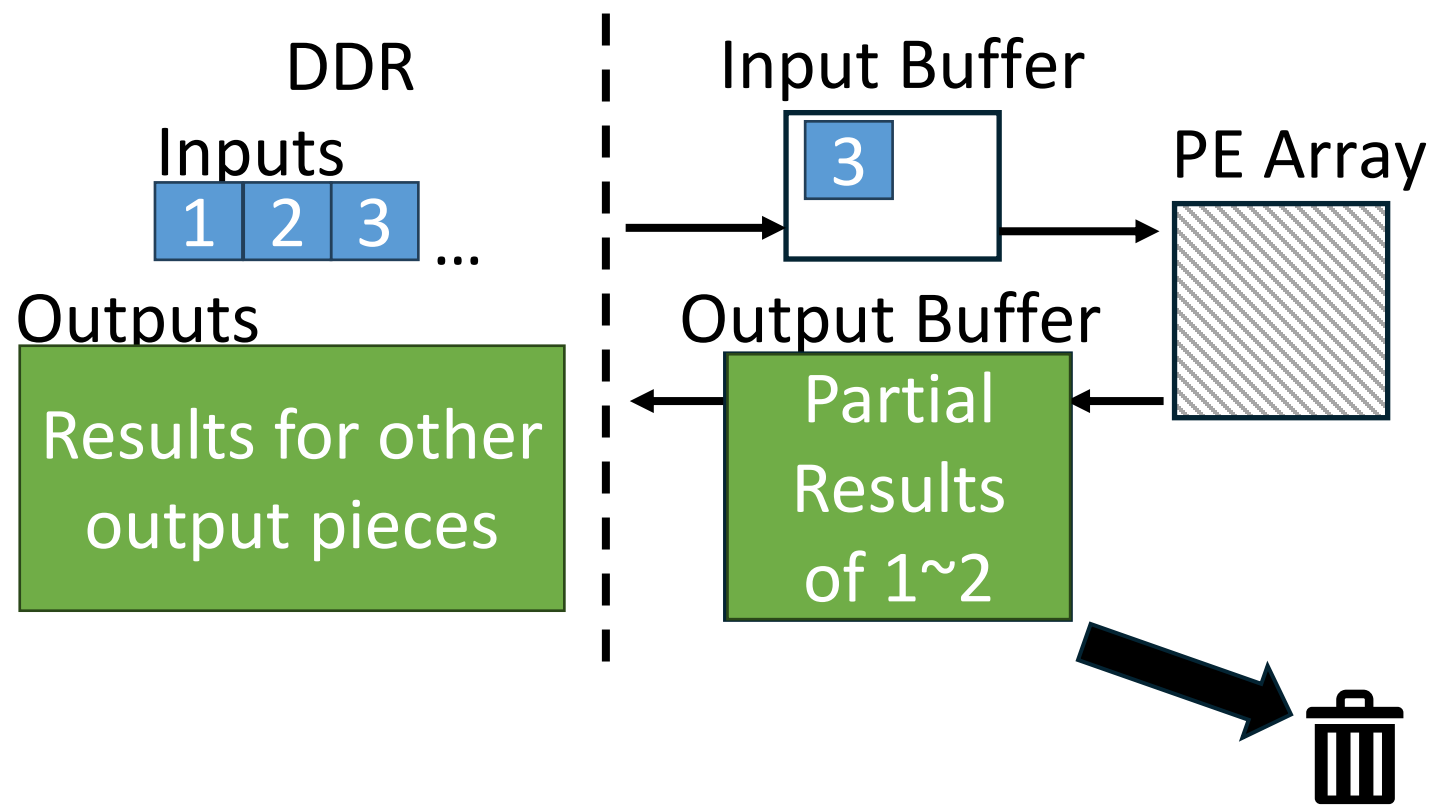 DDR
Inputs
1 2 3 ...
Outputs
Results for other
output pieces
Input Buffer
3
PE Array
Output Buffer
Partial
Results
of 1~2